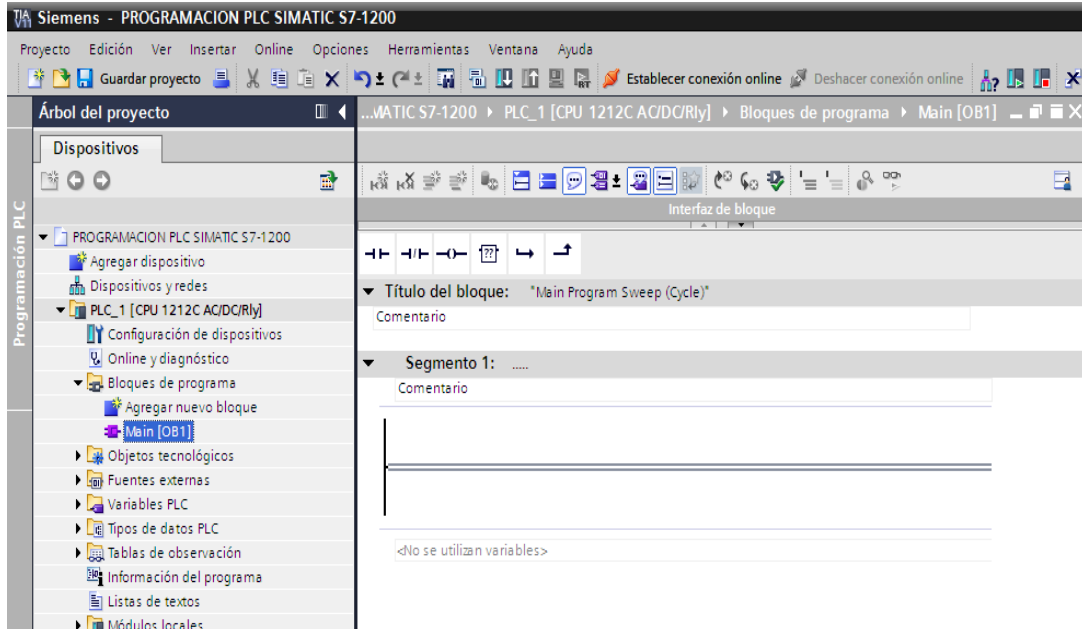 Siemens - PROGRAMACION PLC SIMATIC S7-1200
Proyecto Edición Ver Insertar Online Opciones Herramientas Ventana Ayuda
Guardar proyecto Establecer conexión online Deshacer conexión online
Árbol del proyecto
...MATIC S7-1200 PLC_1 [CPU 1212C AC/DC/Rly] Bloques de programa Main [OB1]
Dispositivos
Interfaz de bloque
Programación PLC
PROGRAMACION PLC SIMATIC S7-1200
Agregar dispositivo
Dispositivos y redes
PLC_1 [CPU 1212C AC/DC/Rly]
Configuración de dispositivos
Online y diagnóstico
Bloques de programa
Agregar nuevo bloque
Main [OB1]
Objetos tecnológicos
Fuentes externas
Variables PLC
Tipos de datos PLC
Tablas de observación
Información del programa
Listas de textos
Módulos locales
??
Título del bloque: "Main Program Sweep (Cycle)"
Comentario
Segmento 1: .....
Comentario
<No se utilizan variables>